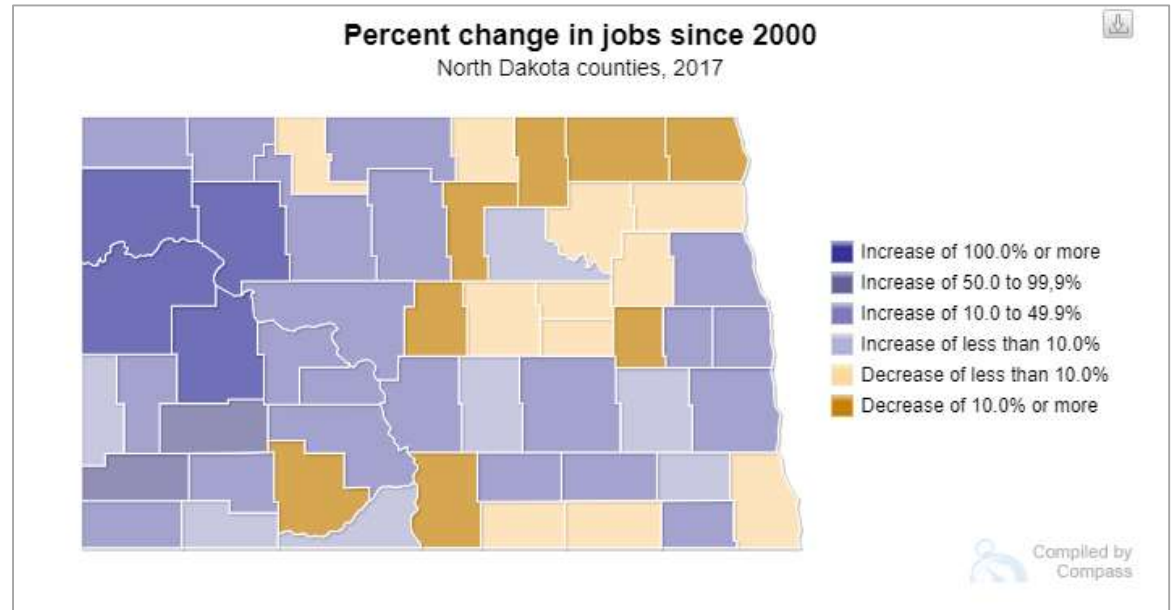 Percent change in jobs since 2000
North Dakota counties, 2017
Increase of 100.0% or more
Increase of 50.0 to 99,9%
Increase of 10.0 to 49.9%
Increase of less than 10.0%
Decrease of less than 10.0%
Decrease of 10.0% or more
Compiled by
Compass